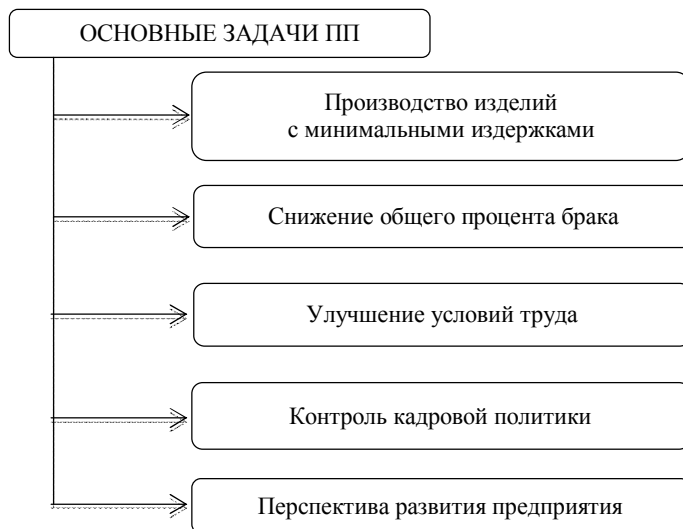 ОСНОВНЫЕ ЗАДАЧИ ПП
Производство изделий
с минимальными издержками
Снижение общего процента брака
Улучшение условий труда
Контроль кадровой политики
Перспектива развития предприятия